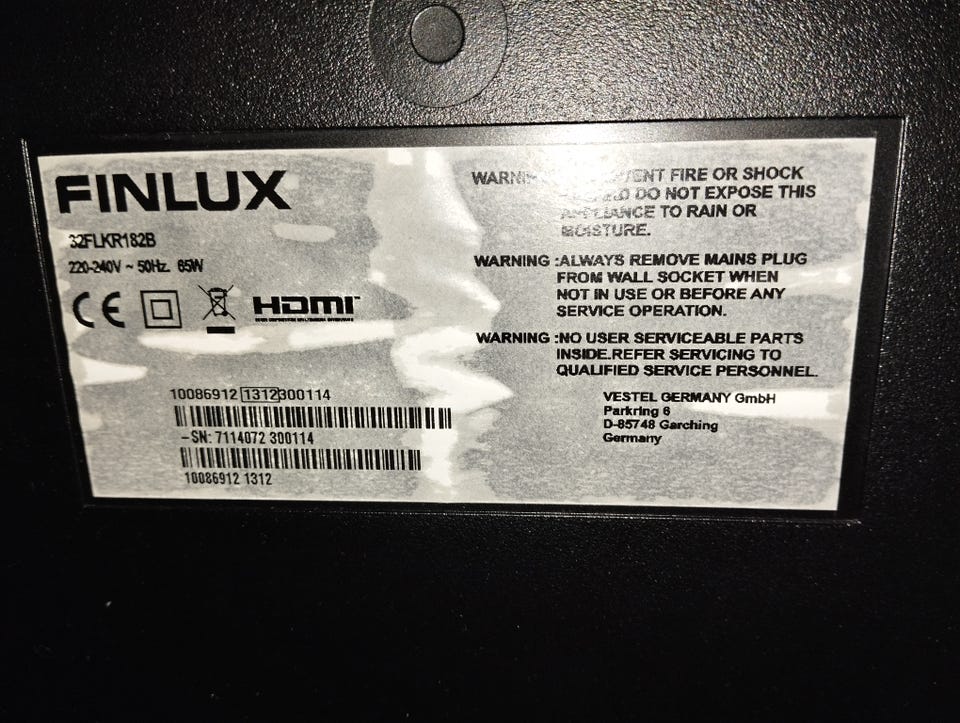 FINLUX
32FLKR182B
220-240V ~ 50Hz. 65W
CE
HDMI
10086912 1312300114
-SN: 7114072 300114
10086912 1312
FIRE OR SHOCK
DO NOT EXPOSE THIS
APPLIANCE TO RAIN OR
MOISTURE.
WARNING :ALWAYS REMOVE MAINS PLUG
FROM WALL SOCKET WHEN
NOT IN USE OR BEFORE ANY
SERVICE OPERATION.
WARNING :NO USER SERVICEABLE PARTS
INSIDE.REFER SERVICING TO
QUALIFIED SERVICE PERSONNEL.
VESTEL GERMANY GmbH
Parkring 6
D-85748 Garching
Germany